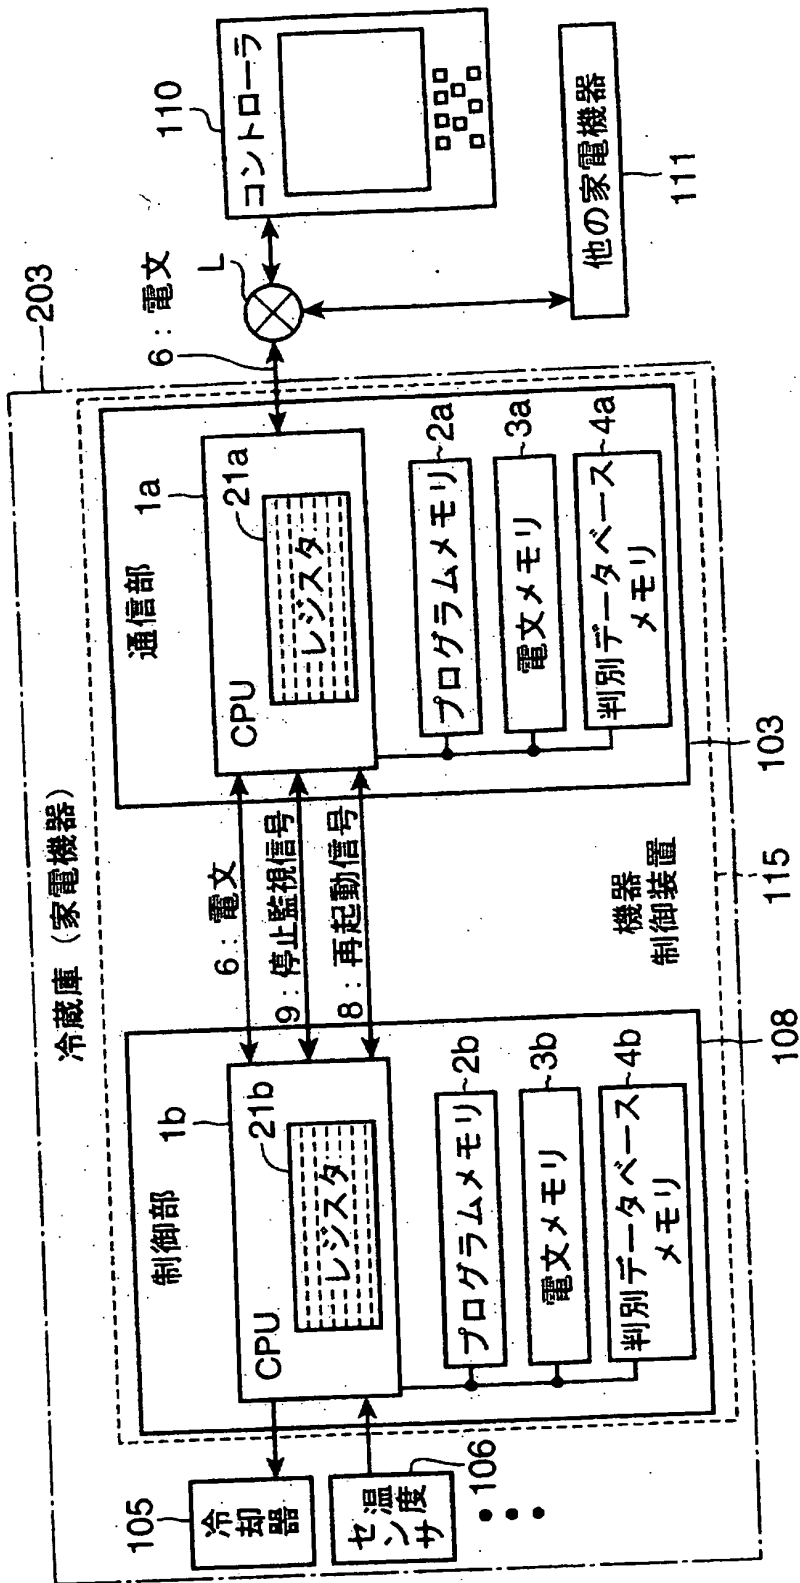 冷蔵庫（家電機器）
203
制御部
1b
CPU
21b
レジスタ
プログラムメモリ
2b
電文メモリ
3b
判別データベース
メモリ
4b
108
105
冷却器
温度
センサ
106
6：電文
9：停止監視信号
8：再起動信号
機器
制御装置
115
通信部
1a
CPU
21a
レジスタ
プログラムメモリ
2a
電文メモリ
3a
判別データベース
メモリ
4a
103
6：電文
L
110
コントローラ
他の家電機器
111